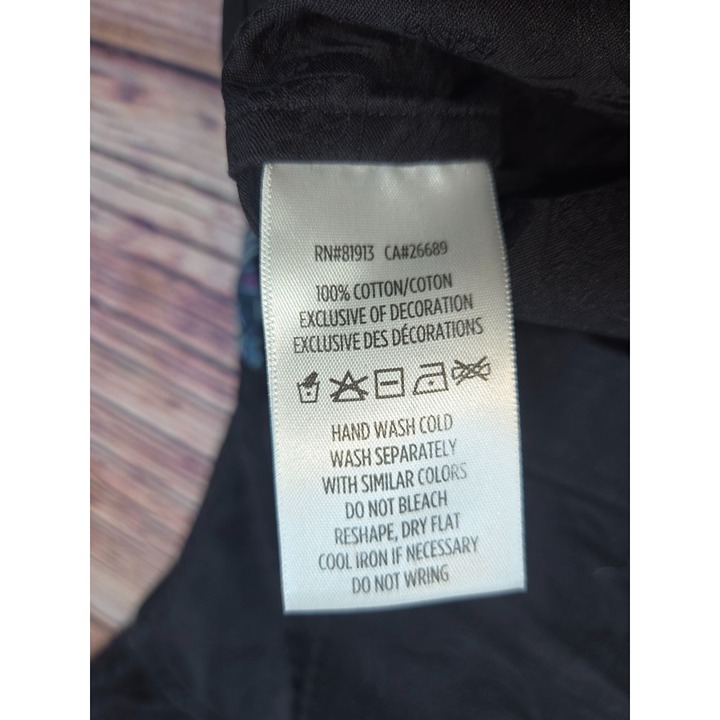 RN#81913 CA#26689
100% COTTON/COTON
EXCLUSIVE OF DECORATION
EXCLUSIVE DES DÉCORATIONS
HAND WASH COLD
WASH SEPARATELY
WITH SIMILAR COLORS
DO NOT BLEACH
RESHAPE, DRY FLAT
COOL IRON IF NECESSARY
DO NOT WRING